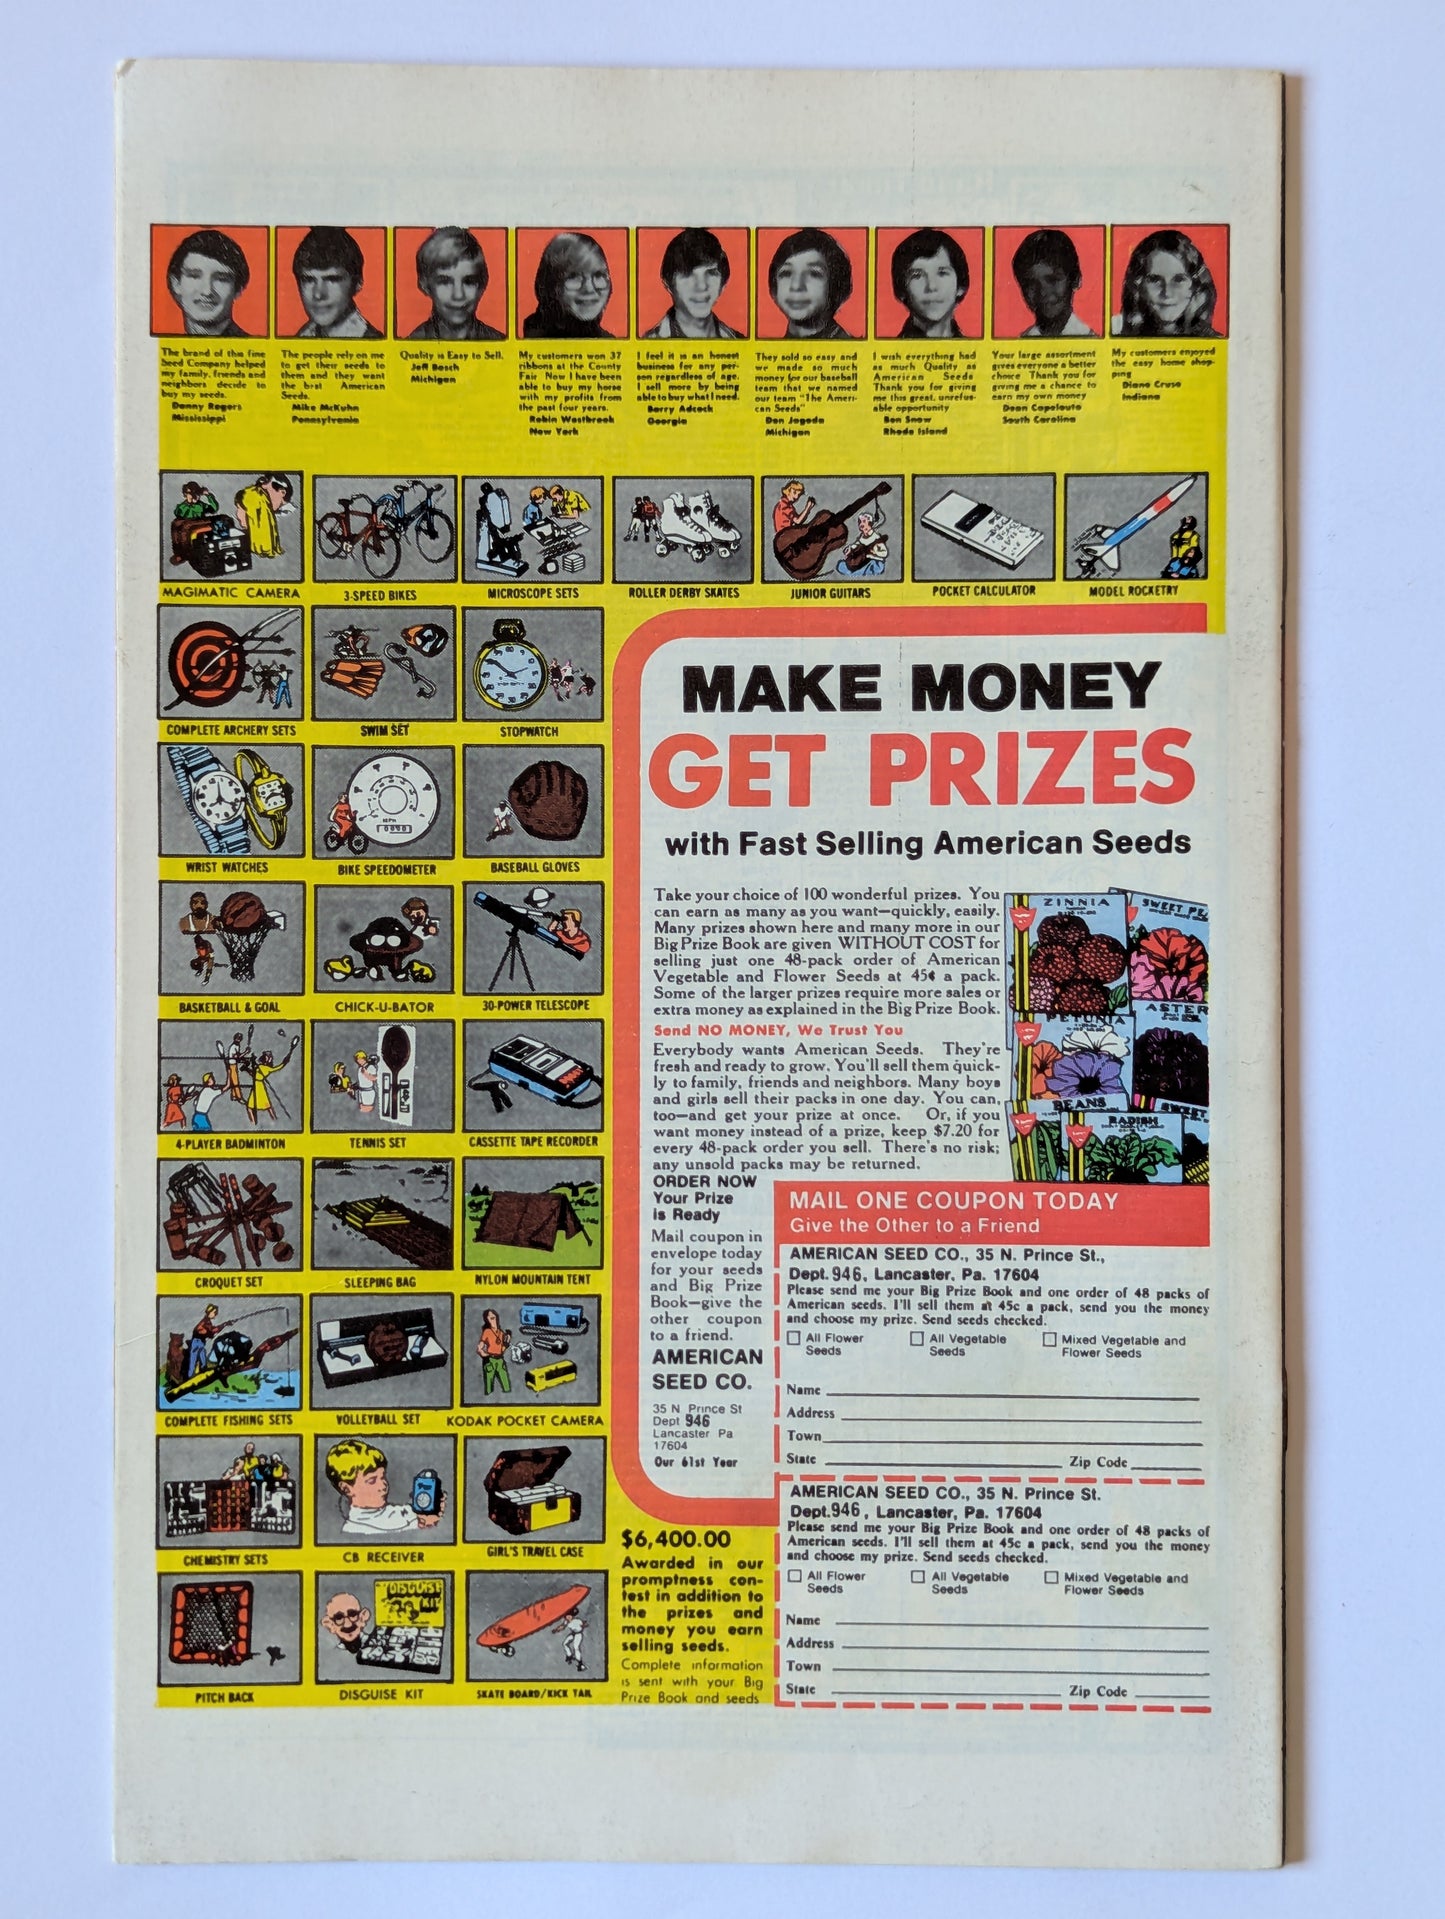 The brand of this fine
Seed Company helped
my family, friends and
neighbors decide to
buy my seeds.
Danny Rogers
Mississippi
The people rely on me
to get their seeds to
them and they want
the best American
Seeds.
Mike McKuhn
Pennsylvania
Quality is Easy to Sell.
Jeff Bosch
Michigan
My customers won 37
ribbons at the County
Fair Now I have been
able to buy my horse
with my profits from
the past four years.
Robin Westbrook
New York
I feel it is an honest
business for any per-
son regardless of age.
I sell more by being
able to buy what I need.
Barry Adcock
Georgia
They sold so easy and
we made so much
money for our baseball
team that we named
our team "The Ameri-
can Seeds"
Don Jagoda
Michigan
I wish everything had
as much Quality as
American Seeds
Thank you for giving
me this great, unrefus-
able opportunity
Ben Snow
Rhode Island
Your large assortment
gives everyone a better
choice Thank you for
giving me a chance to
earn my own money
Dean Capolouto
South Carolina
My customers enjoyed
the easy home shop-
ping
Diane Cruse
Indiana
MAGIMATIC CAMERA
3-SPEED BIKES
MICROSCOPE SETS
ROLLER DERBY SKATES
JUNIOR GUITARS
POCKET CALCULATOR
MODEL ROCKETRY
COMPLETE ARCHERY SETS
SWIM SET
STOPWATCH
WRIST WATCHES
MPH
BIKE SPEEDOMETER
BASEBALL GLOVES
BASKETBALL & GOAL
CHICK-U-BATOR
30-POWER TELESCOPE
4-PLAYER BADMINTON
TENNIS SET
CASSETTE TAPE RECORDER
CROQUET SET
SLEEPING BAG
NYLON MOUNTAIN TENT
COMPLETE FISHING SETS
VOLLEYBALL SET
KODAK POCKET CAMERA
CHEMISTRY SETS
CB RECEIVER
GIRL'S TRAVEL CASE
DISGUISE
KIT
PITCH BACK
DISGUISE KIT
SKATE BOARD/KICK TAIL
MAKE MONEY
GET PRIZES
with Fast Selling American Seeds
Take your choice of 100 wonderful prizes. You
can earn as many as you want—quickly, easily.
Many prizes shown here and many more in our
Big Prize Book are given WITHOUT COST for
selling just one 48-pack order of American
Vegetable and Flower Seeds at 45¢ a pack.
Some of the larger prizes require more sales or
extra money as explained in the Big Prize Book.
Send NO MONEY, We Trust You
Everybody wants American Seeds. They're
fresh and ready to grow. You'll sell them quick-
ly to family, friends and neighbors. Many boys
and girls sell their packs in one day. You can,
too—and get your prize at once. Or, if you
want money instead of a prize, keep $7.20 for
every 48-pack order you sell. There's no risk;
any unsold packs may be returned.
ZINNIA
SWEET PE
ASTER
PETUNIA
BEANS
RADISH
SWEET
ORDER NOW
Your Prize
is Ready
Mail coupon in
envelope today
for your seeds
and Big Prize
Book—give the
other coupon
to a friend.
AMERICAN
SEED CO.
35 N Prince St
Dept 946
Lancaster Pa
17604
Our 61st Year
$6,400.00
Awarded in our
promptness con-
test in addition to
the prizes and
money you earn
selling seeds.
Complete information
is sent with your Big
Prize Book and seeds
MAIL ONE COUPON TODAY
Give the Other to a Friend
AMERICAN SEED CO., 35 N. Prince St.,
Dept. 946, Lancaster, Pa. 17604
Please send me your Big Prize Book and one order of 48 packs of
American seeds. I'll sell them at 45c a pack, send you the money
and choose my prize. Send seeds checked.
All Flower Seeds
All Vegetable Seeds
Mixed Vegetable and Flower Seeds
Name
Address
Town
State Zip Code
AMERICAN SEED CO., 35 N. Prince St.
Dept.946, Lancaster, Pa. 17604
Please send me your Big Prize Book and one order of 48 packs of
American seeds. I'll sell them at 45c a pack, send you the money
and choose my prize. Send seeds checked.
All Flower Seeds
All Vegetable Seeds
Mixed Vegetable and Flower Seeds
Name
Address
Town
State Zip Code